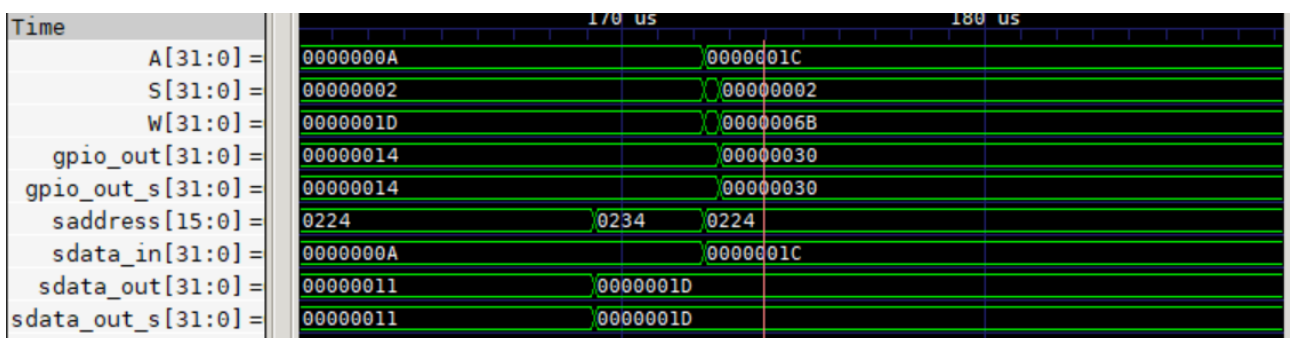 Time 170 us 180 us
A[31:0] = 0000000A 0000001C
S[31:0] = 00000002 00000002
W[31:0] = 0000001D 0000006B
gpio_out[31:0] = 00000014 00000030
gpio_out_s[31:0] = 00000014 00000030
saddress[15:0] = 0224 0234 0224
sdata_in[31:0] = 0000000A 0000001C
sdata_out[31:0] = 00000011 0000001D
sdata_out_s[31:0] = 00000011 0000001D